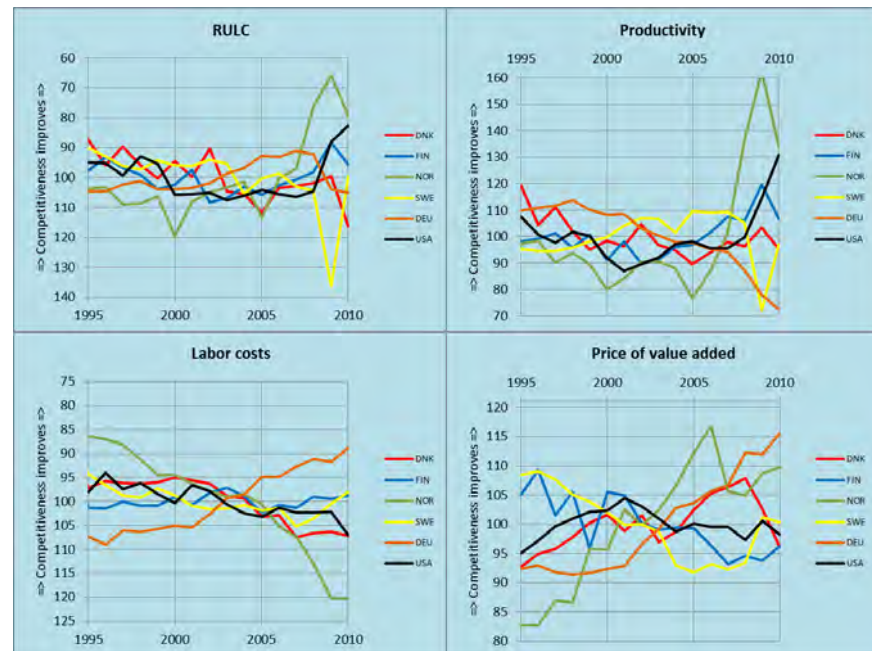 RULC
=> Competitiveness improves =>
60
70
80
90
100
110
120
130
140
1995
2000
2005
2010
DNK
FIN
NOR
SWE
DEU
USA
Productivity
1995
2000
2005
2010
=> Competitiveness improves =>
160
150
140
130
120
110
100
90
80
70
DNK
FIN
NOR
SWE
DEU
USA
Labor costs
=> Competitiveness improves =>
75
80
85
90
95
100
105
110
115
120
125
1995
2000
2005
2010
DNK
FIN
NOR
SWE
DEU
USA
Price of value added
1995
2000
2005
2010
=> Competitiveness improves =>
120
115
110
105
100
95
90
85
80
DNK
FIN
NOR
SWE
DEU
USA